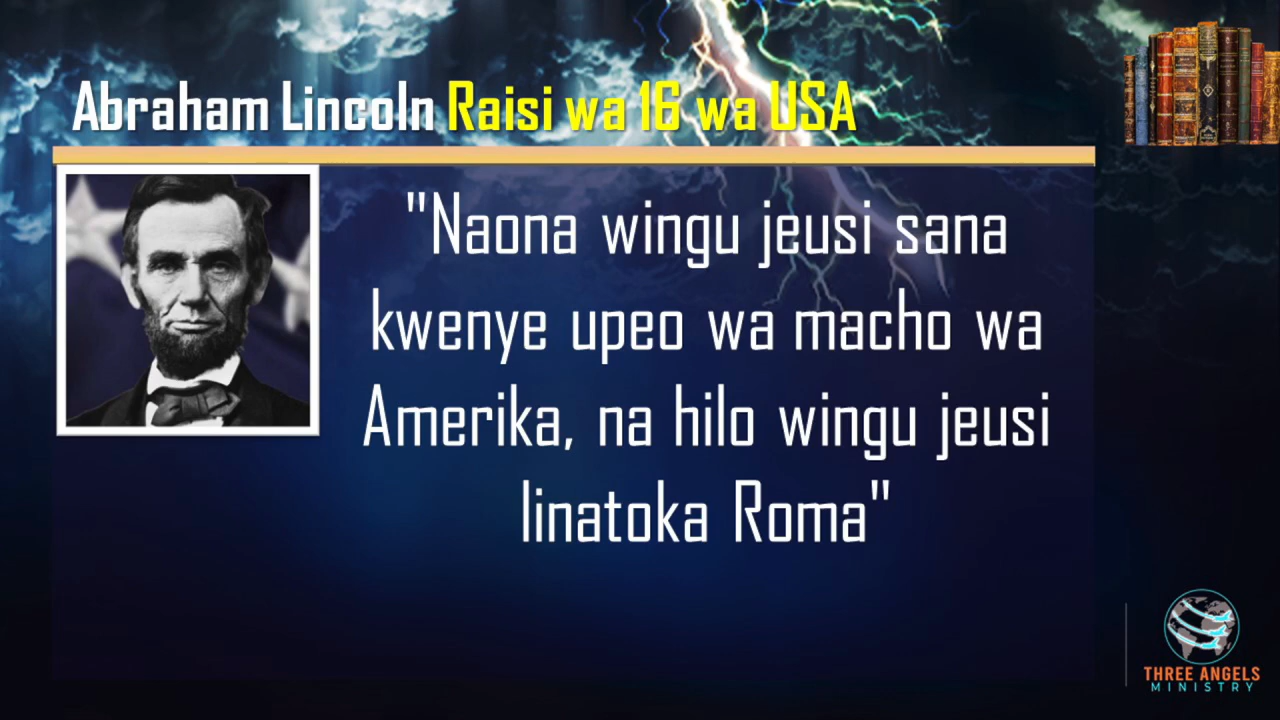 Abraham Lincoln Raisi wa 16 wa USA
"Naona wingu jeusi sana
kwenye upeo wa macho wa
Amerika, na hilo wingu jeusi
linatoka Roma"
THREE ANGELS
MINISTRY